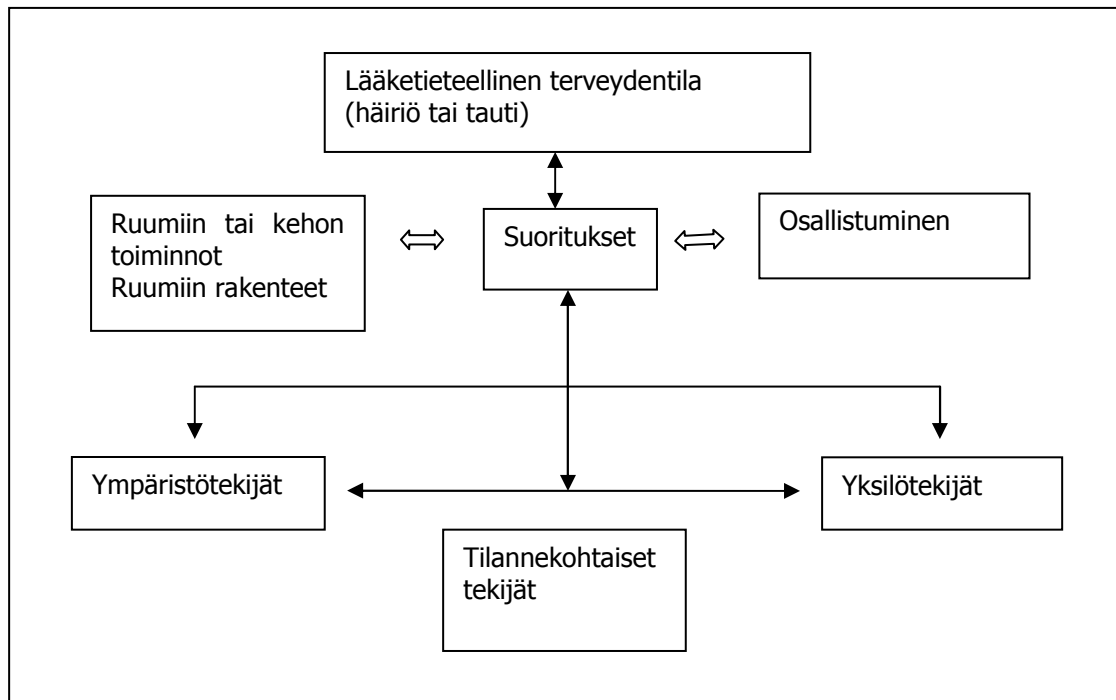 Lääketieteellinen terveydentila
(häiriö tai tauti)
Ruumiin tai kehon
toiminnot
Ruumiin rakenteet
Suoritukset
Osallistuminen
Ympäristötekijät
Yksilötekijät
Tilannekohtaiset
tekijät